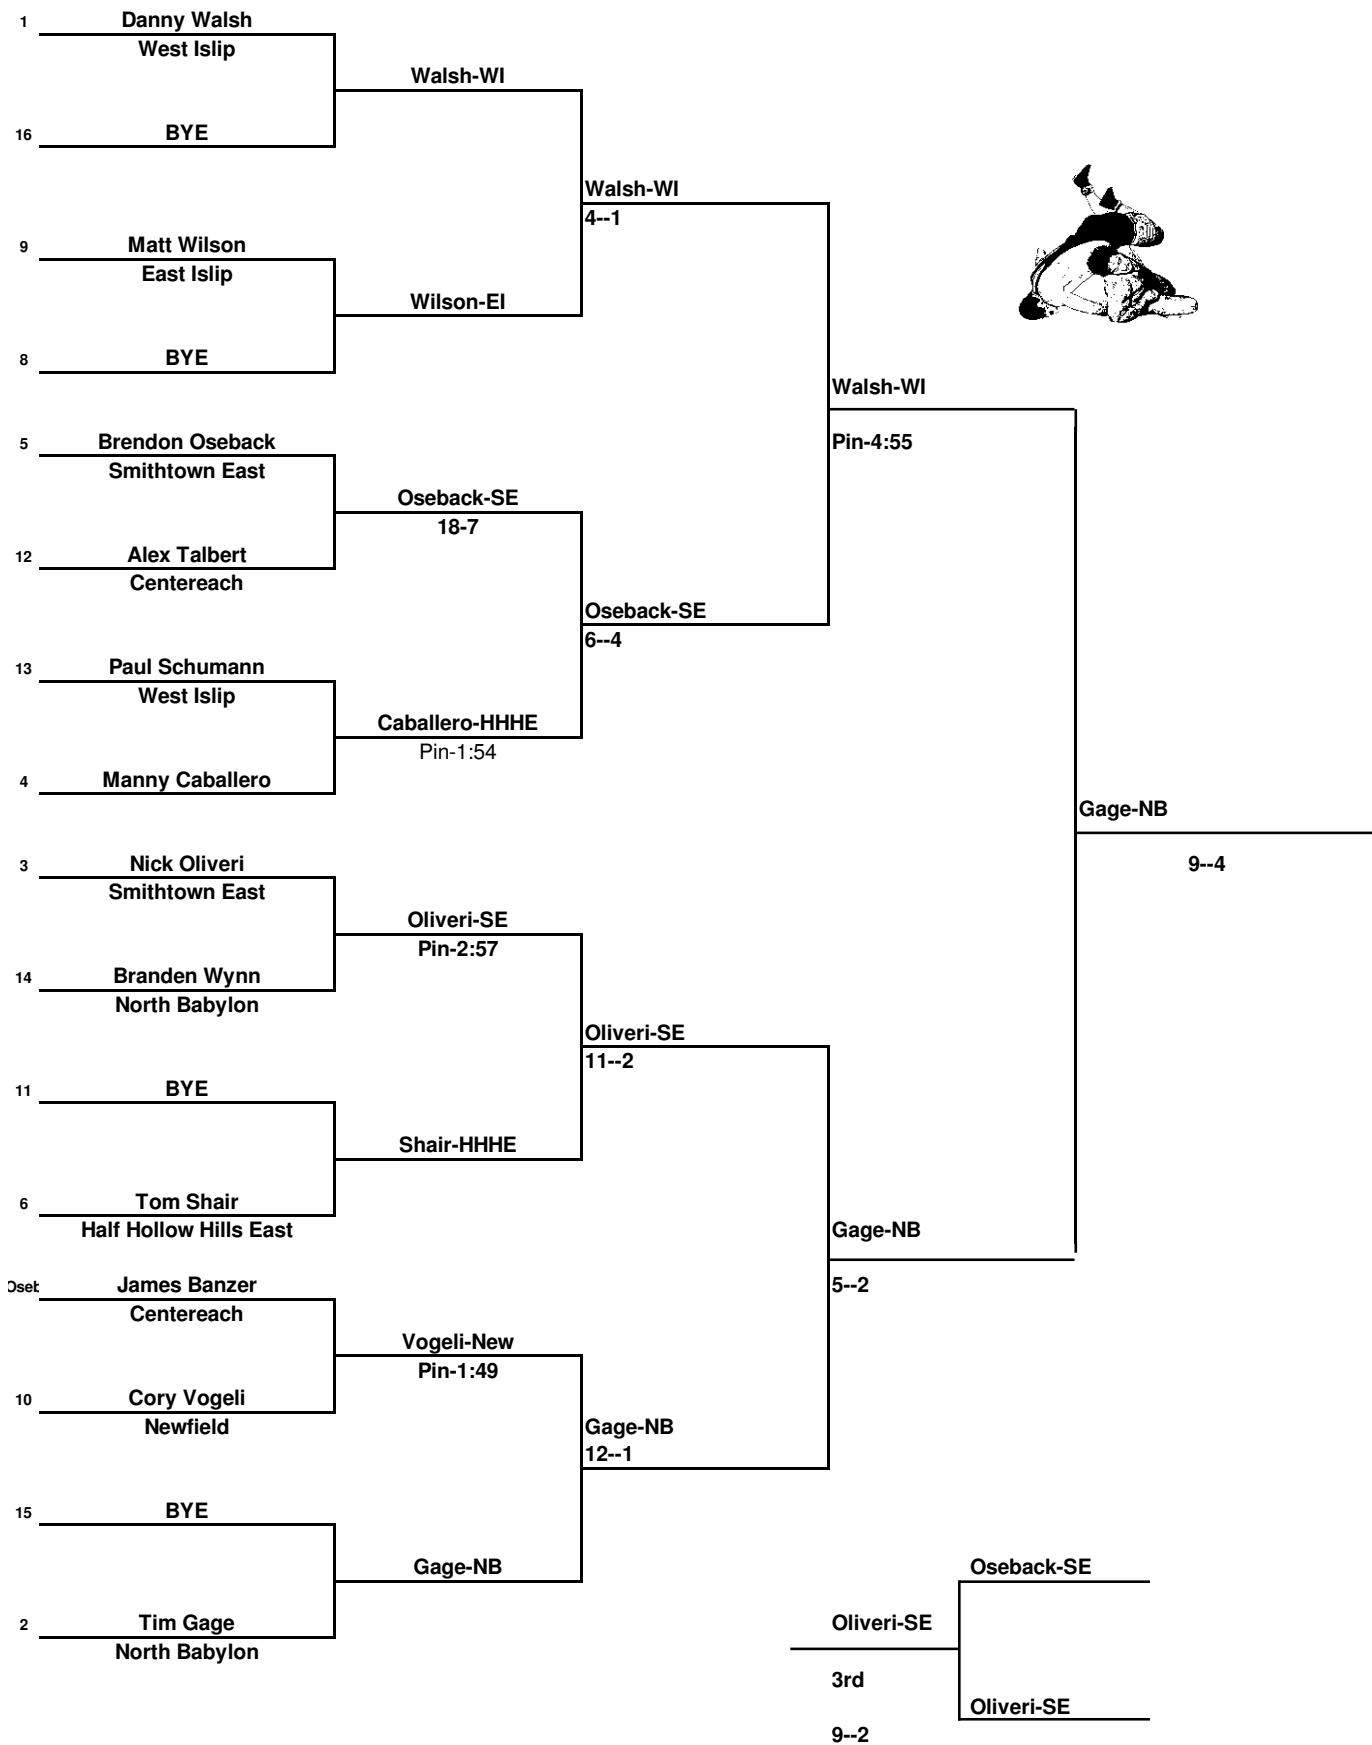 1 Danny Walsh
West Islip
Walsh-WI
16 BYE
Walsh-WI
4--1
9 Matt Wilson
East Islip
Wilson-EI
8 BYE
Walsh-WI
Pin-4:55
5 Brendon Oseback
Smithtown East
Oseback-SE
18-7
12 Alex Talbert
Centereach
Oseback-SE
6--4
13 Paul Schumann
West Islip
Caballero-HHHE
Pin-1:54
4 Manny Caballero
Gage-NB
9--4
3 Nick Oliveri
Smithtown East
Oliveri-SE
Pin-2:57
14 Branden Wynn
North Babylon
Oliveri-SE
11--2
11 BYE
Shair-HHHE
6 Tom Shair
Half Hollow Hills East
Gage-NB
5--2
Oseb James Banzer
Centereach
Vogeli-New
Pin-1:49
10 Cory Vogeli
Newfield
Gage-NB
12--1
15 BYE
Gage-NB
2 Tim Gage
North Babylon
Oseback-SE
Oliveri-SE
3rd
Oliveri-SE
9--2